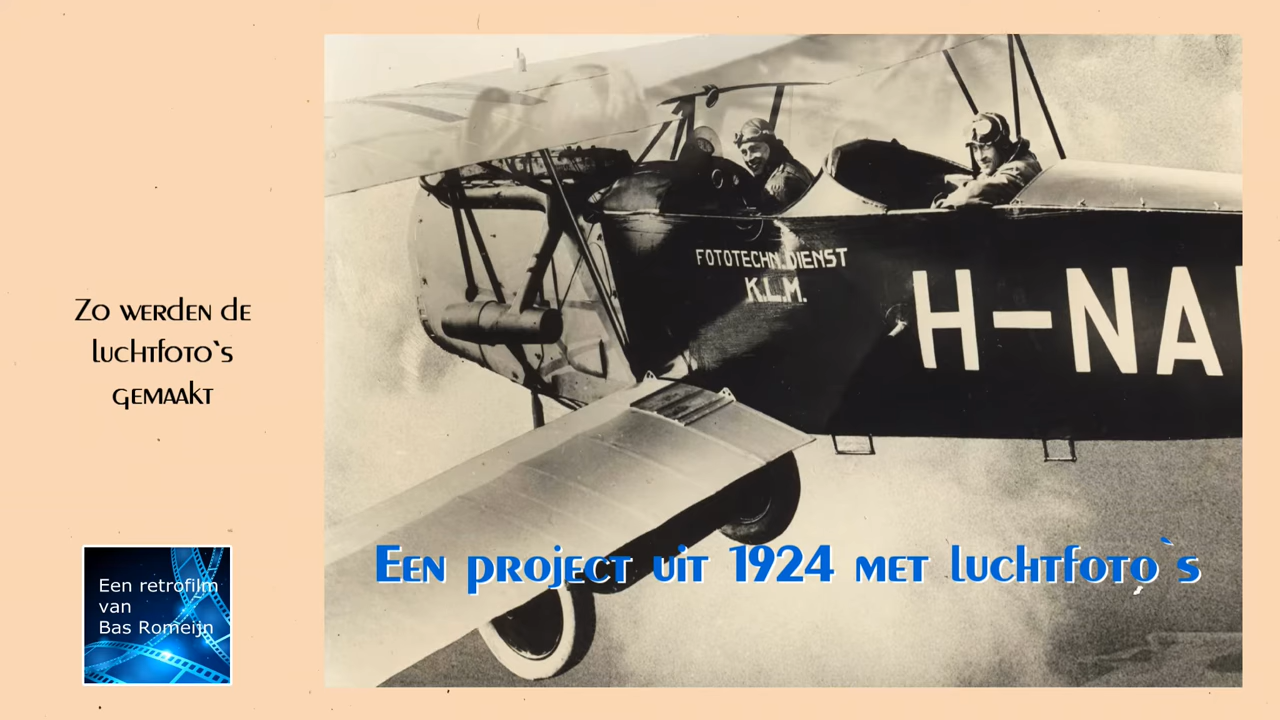 Zo werden de
luchtfoto`s
gemaakt
Een retrofilm
van
Bas Romeijn
FOTOTECHN. DIENST
K.L.M.
H-NA
Een project uit 1924 met luchtfoto`s